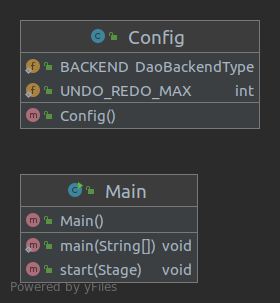 Config
BACKEND DaoBackendType
UNDO_REDO_MAX int
Config()
Main
Main()
main(String[]) void
start(Stage) void
Powered by yFiles